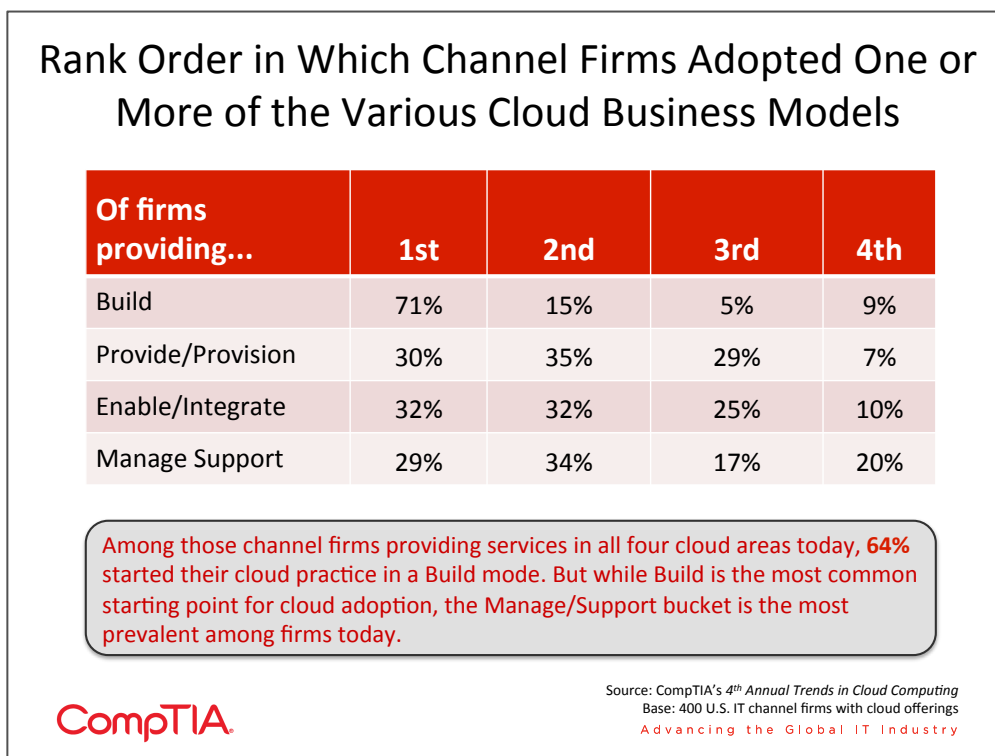 Rank Order in Which Channel Firms Adopted One or
More of the Various Cloud Business Models
Of firms
providing... 1st 2nd 3rd 4th
Build 71% 15% 5% 9%
Provide/Provision 30% 35% 29% 7%
Enable/Integrate 32% 32% 25% 10%
Manage Support 29% 34% 17% 20%
Among those channel firms providing services in all four cloud areas today, 64%
started their cloud practice in a Build mode. But while Build is the most common
starting point for cloud adoption, the Manage/Support bucket is the most
prevalent among firms today.
Source: CompTIA's 4th Annual Trends in Cloud Computing
Base: 400 U.S. IT channel firms with cloud offerings
CompTIA.
Advancing the Global IT Industry